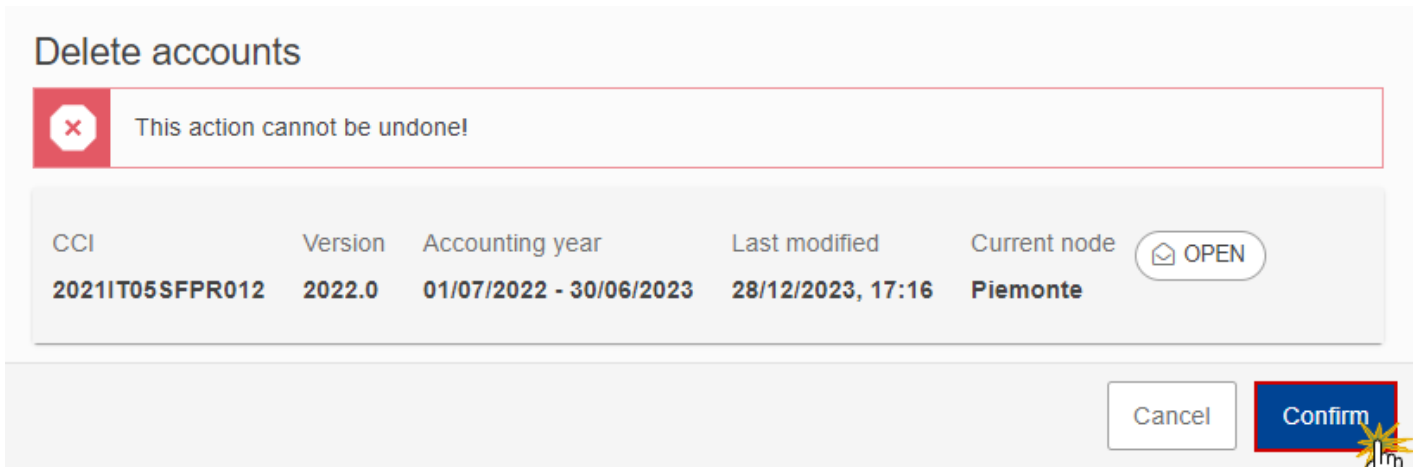 Delete accounts
This action cannot be undone!
CCI Version Accounting year Last modified Current node OPEN
2021IT05SFPR012 2022.0 01/07/2022 - 30/06/2023 28/12/2023, 17:16 Piemonte
Cancel Confirm